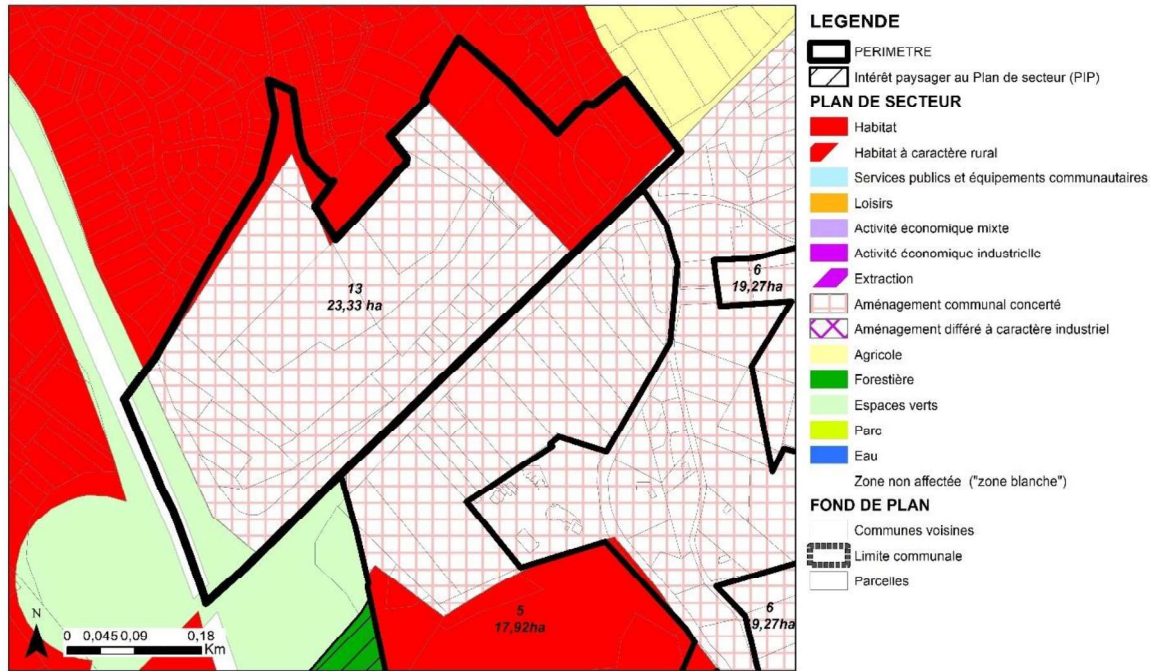 13
23,33 ha
6
19,27ha
5
17,92ha
6
9,27ha
N
0 0,045 0,09 0,18
Km
LEGENDE
PERIMETRE
Intérêt paysager au Plan de secteur (PIP)
PLAN DE SECTEUR
Habitat
Habitat à caractère rural
Services publics et équipements communautaires
Loisirs
Activité économique mixte
Activité économique industrielle
Extraction
Aménagement communal concerté
Aménagement différé à caractère industriel
Agricole
Forestière
Espaces verts
Parc
Eau
Zone non affectée ("zone blanche")
FOND DE PLAN
Communes voisines
Limite communale
Parcelles